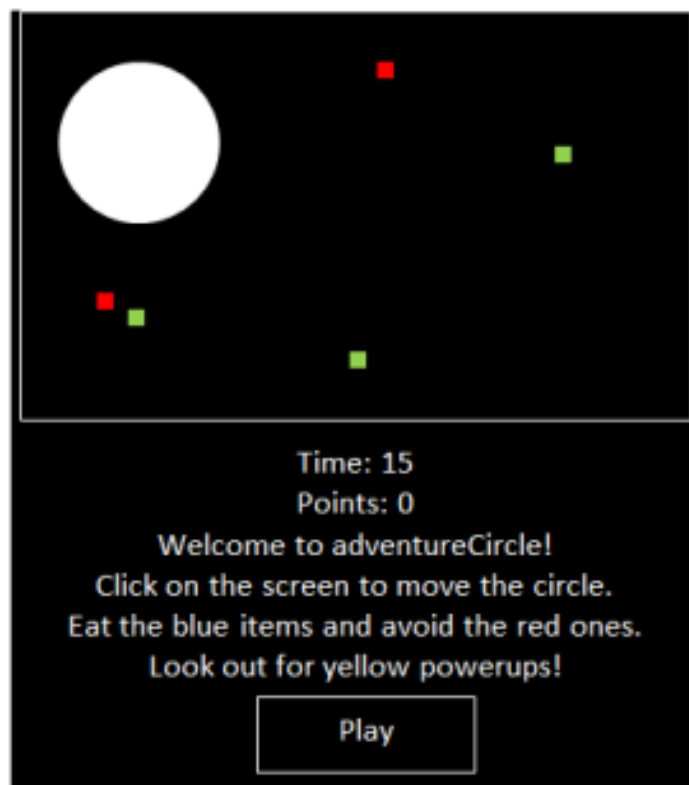 Time: 15
Points: 0
Welcome to adventureCircle!
Click on the screen to move the circle.
Eat the blue items and avoid the red ones.
Look out for yellow powerups!
Play